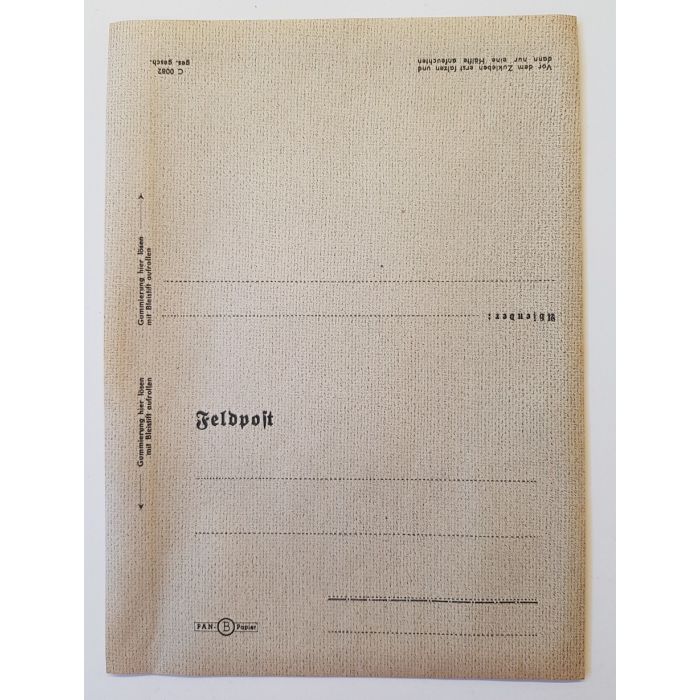 Vor dem Zukleben erst falzen und
dann nur eine Hälfte anfeuchten
C 0082
ges. gesch.
Gummierung hier lösen
mit Bleistift aufrollen
Absender:
Gummierung hier lösen
mit Bleistift aufrollen
Feldpost
PAN- B Papier